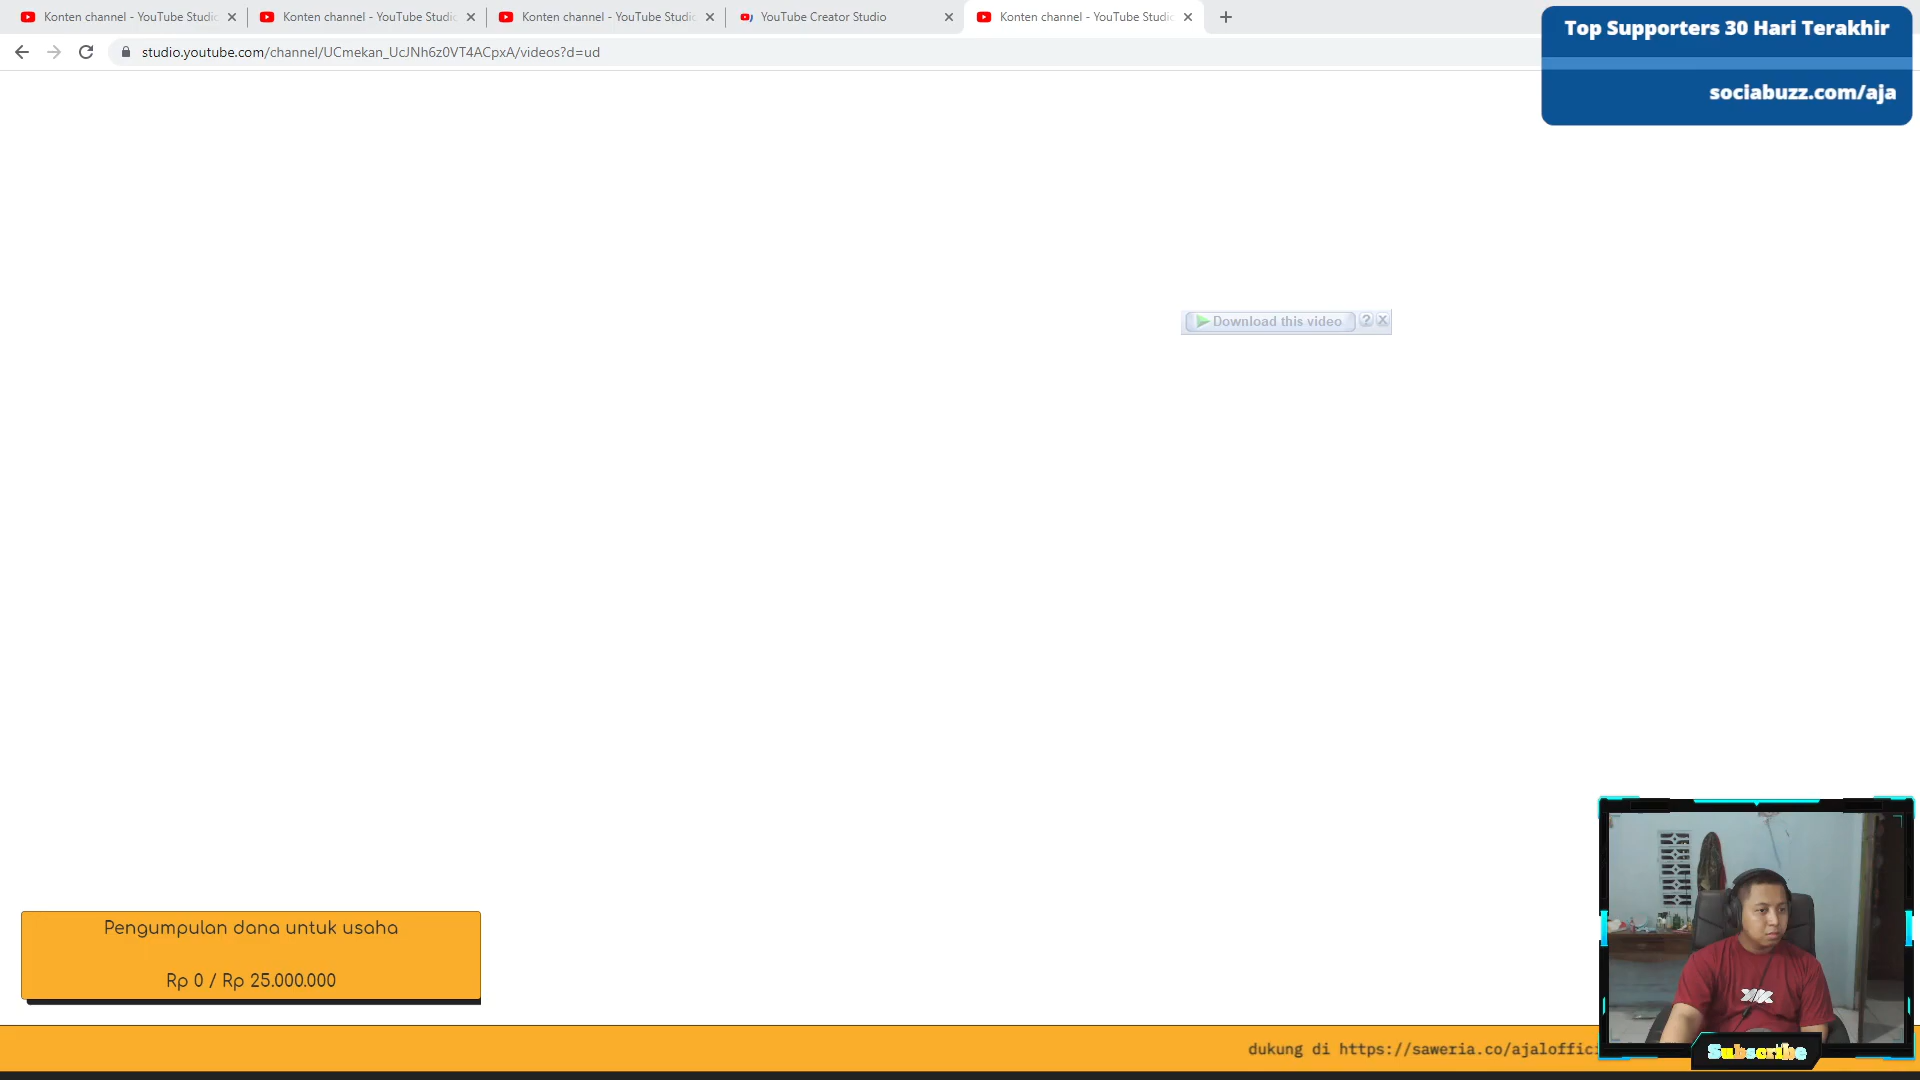 Konten channel - YouTube Studio
Konten channel - YouTube Studio
Konten channel - YouTube Studio
YouTube Creator Studio
Konten channel - YouTube Studio
studio.youtube.com/channel/UCmekan_UcJNh6z0VT4ACpxA/videos?d=ud
Top Supporters 30 Hari Terakhir
sociabuzz.com/aja
Download this video
Pengumpulan dana untuk usaha
Rp 0 / Rp 25.000.000
dukung di https://saweria.co/ajaloffici
Subscribe